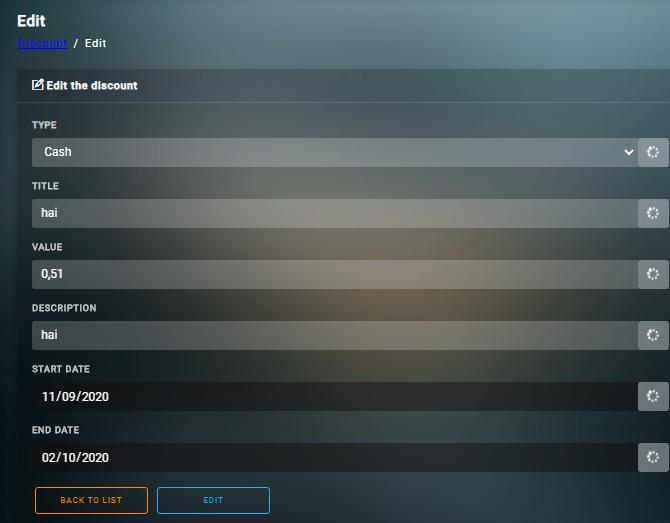 Edit
Discount / Edit
Edit the discount
TYPE
Cash
TITLE
hai
VALUE
0,51
DESCRIPTION
hai
START DATE
11/09/2020
END DATE
02/10/2020
BACK TO LIST EDIT